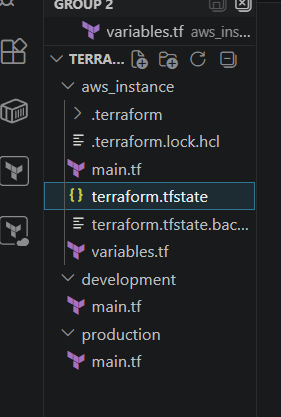 GROUP 2
variables.tf aws_ins...
TERRA...
aws_instance
.terraform
.terraform.lock.hcl
main.tf
terraform.tfstate
terraform.tfstate.bac...
variables.tf
development
main.tf
production
main.tf